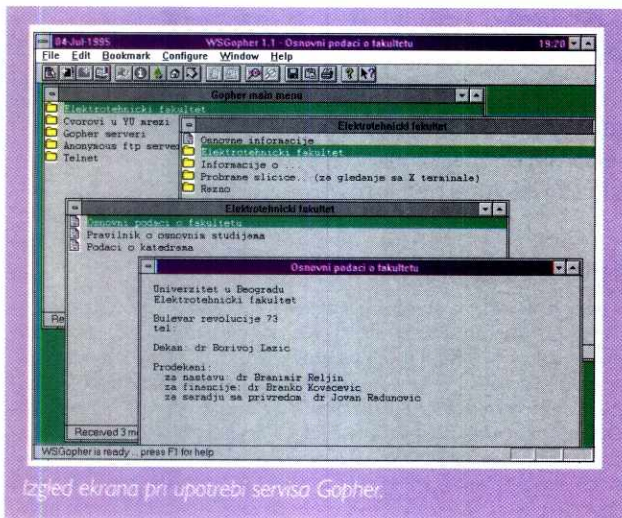 04-Jul-1995 WSGopher 1.1 - Osnovni podaci o fakultetu 19:20
File Edit Bookmark Configure Window Help
Gopher main menu
Elektrotehnicki fakultet
Cvorovi u YU mrezi
Gopher serveri
Anonymous ftp serve
Telnet
Elektrotehnicki fakultet
Osnovne informacije
Elektrotehnicki fakultet
Informacije o ...
Probrane slicice.. (za gledanje sa X terminala)
Razno
Elektrotehnicki fakultet
Osnovni podaci o fakultetu
Pravilnik o osnovnim studijama
Podaci o katedrama
Osnovni podaci o fakultetu
Univerzitet u Beogradu
Elektrotehnicki fakultet
Bulevar revolucije 73
tel:
Dekan: dr Borivoj Lazic
Prodekani:
za nastavu: dr Branimir Reljin
za financije: dr Branko Kovacevic
za saradju sa privredom: dr Jovan Radunovic
Re
Received 3 m
WSGopher is ready... press F1 for help
Izgled ekrana pri upotrebi servisa Gopher.